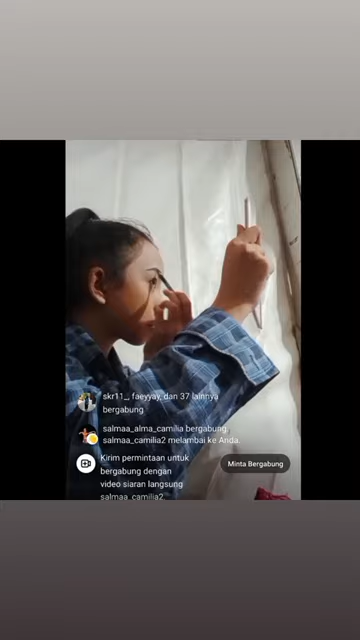 skr11_, faeyyay, dan 37 lainnya
bergabung
salmaa_alma_camilia bergabung.
salmaa_camilia2 melambai ke Anda.
Kirim permintaan untuk
bergabung dengan
video siaran langsung
salmaa_camilia2.
Minta Bergabung